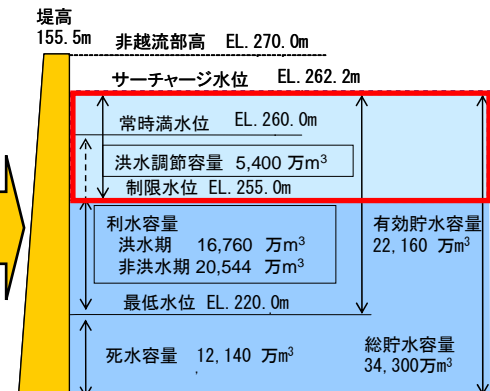 堤高
155.5m
非越流部高 EL.270.0m
サーチャージ水位 EL.262.2m
常時満水位 EL.260.0m
洪水調節容量 5,400 万m³
制限水位 EL.255.0m
利水容量
洪水期 16,760 万m³
非洪水期 20,544 万m³
有効貯水容量
22,160 万m³
最低水位 EL.220.0m
死水容量 12,140 万m³
総貯水容量
34,300万m³